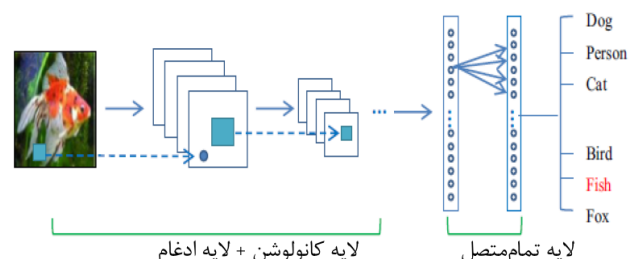 Dog
Person
Cat
Bird
Fish
Fox
لایه کانولوشن + لایه ادغام
لایه تمام‌متصل